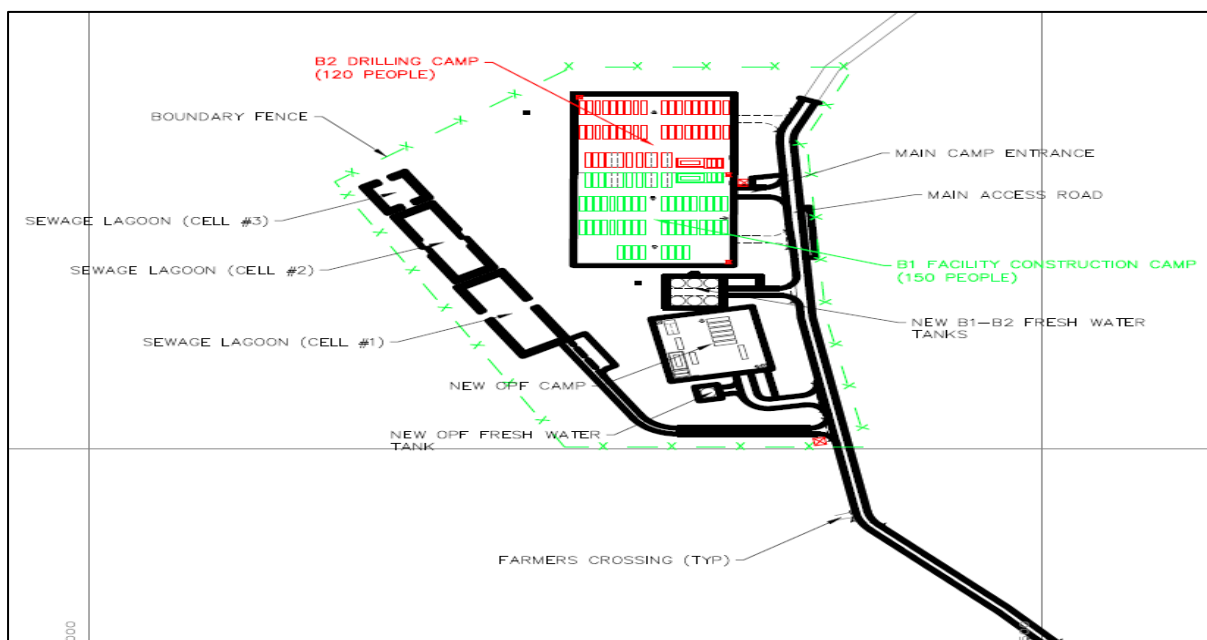 B2 DRILLING CAMP
(120 PEOPLE)
BOUNDARY FENCE
MAIN CAMP ENTRANCE
MAIN ACCESS ROAD
SEWAGE LAGOON (CELL #3)
SEWAGE LAGOON (CELL #2)
B1 FACILITY CONSTRUCTION CAMP
(150 PEOPLE)
SEWAGE LAGOON (CELL #1)
NEW B1-B2 FRESH WATER
TANKS
NEW OPF CAMP
NEW OPF FRESH WATER
TANK
FARMERS CROSSING (TYP)